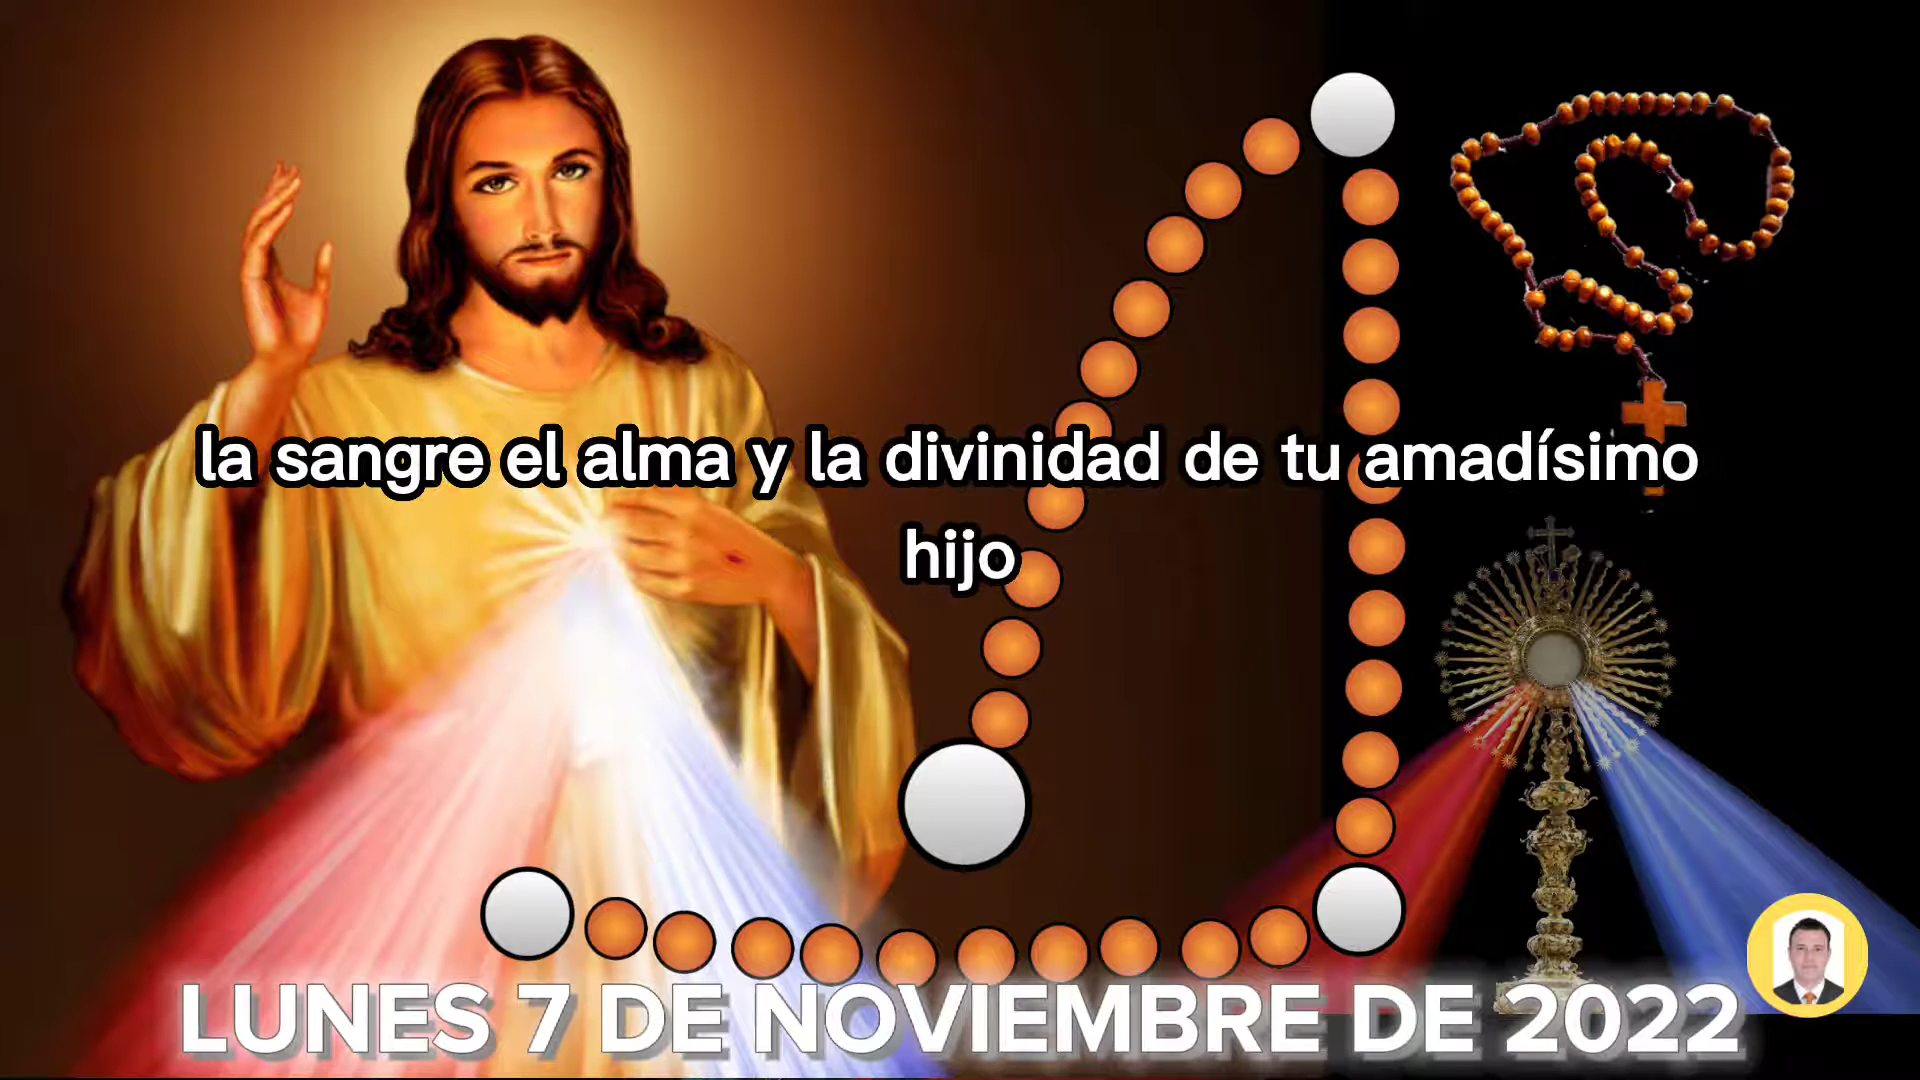 la sangre el alma y la divinidad de tu amadísimo
hijo
LUNES 7 DE NOVIEMBRE DE 2022